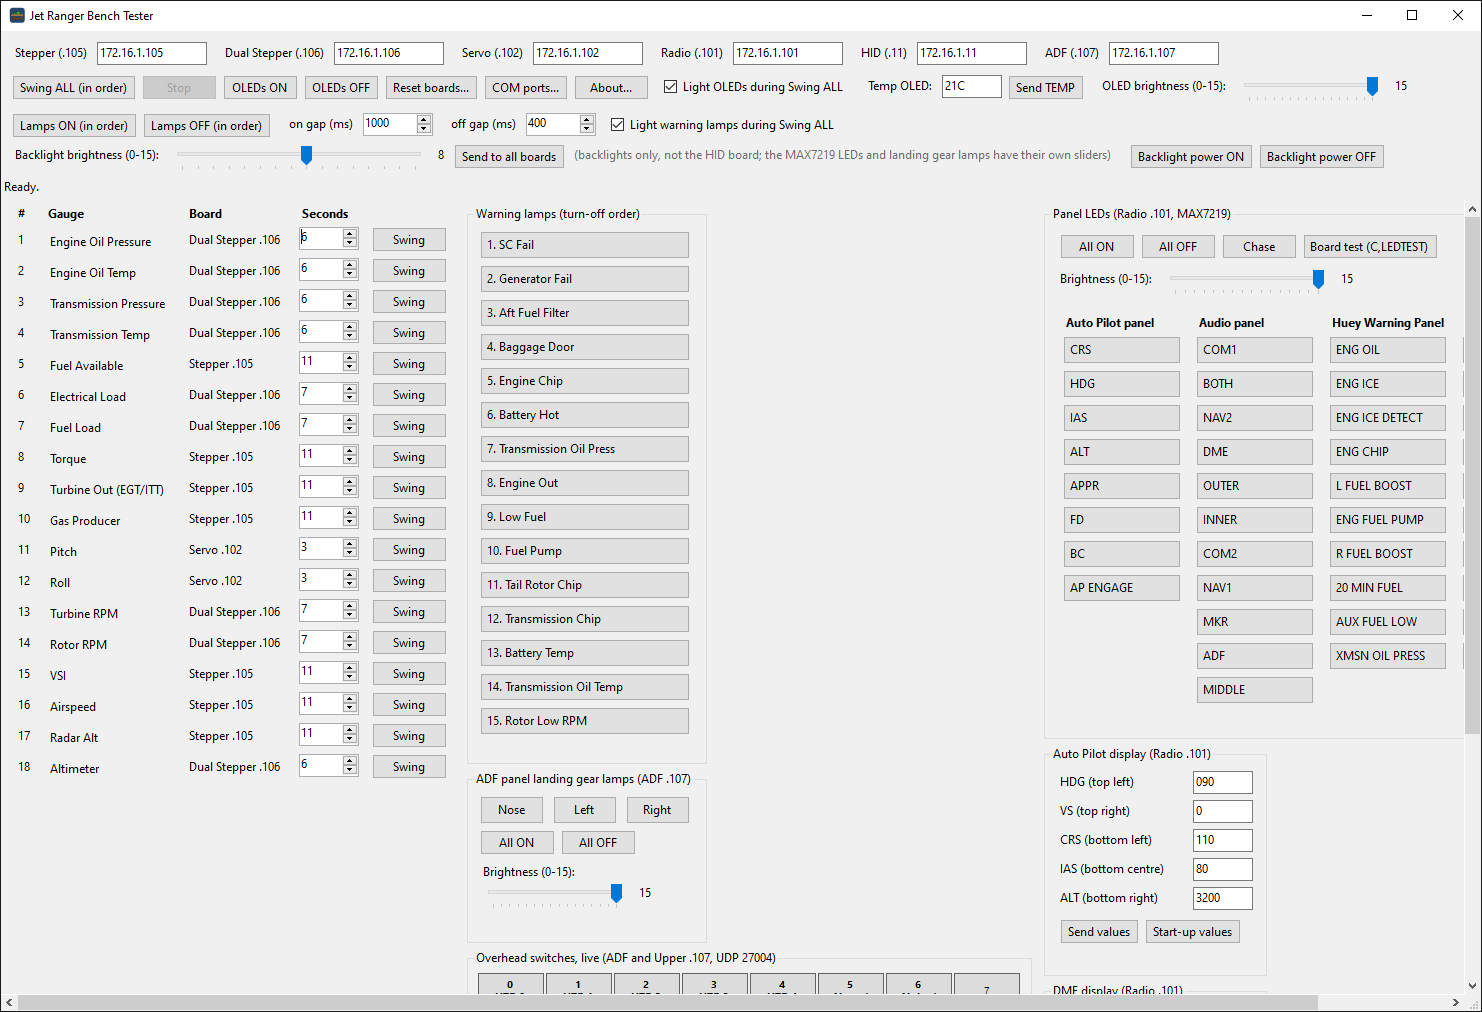 Jet Ranger Bench Tester
Stepper (.105) 172.16.1.105 Dual Stepper (.106) 172.16.1.106 Servo (.102) 172.16.1.102 Radio (.101) 172.16.1.101 HID (.11) 172.16.1.11 ADF (.107) 172.16.1.107
Swing ALL (in order) Stop OLEDs ON OLEDs OFF Reset boards... COM ports... About... Light OLEDs during Swing ALL Temp OLED: 21C Send TEMP OLED brightness (0-15): 15
Lamps ON (in order) Lamps OFF (in order) on gap (ms) 1000 off gap (ms) 400 Light warning lamps during Swing ALL
Backlight brightness (0-15): 8 Send to all boards (backlights only, not the HID board; the MAX7219 LEDs and landing gear lamps have their own sliders) Backlight power ON Backlight power OFF
Ready.
# Gauge Board Seconds
1 Engine Oil Pressure Dual Stepper .106 6 Swing
2 Engine Oil Temp Dual Stepper .106 6 Swing
3 Transmission Pressure Dual Stepper .106 6 Swing
4 Transmission Temp Dual Stepper .106 6 Swing
5 Fuel Available Stepper .105 11 Swing
6 Electrical Load Dual Stepper .106 7 Swing
7 Fuel Load Dual Stepper .106 7 Swing
8 Torque Stepper .105 11 Swing
9 Turbine Out (EGT/ITT) Stepper .105 11 Swing
10 Gas Producer Stepper .105 11 Swing
11 Pitch Servo .102 3 Swing
12 Roll Servo .102 3 Swing
13 Turbine RPM Dual Stepper .106 7 Swing
14 Rotor RPM Dual Stepper .106 7 Swing
15 VSI Stepper .105 11 Swing
16 Airspeed Stepper .105 11 Swing
17 Radar Alt Stepper .105 11 Swing
18 Altimeter Dual Stepper .106 6 Swing
Warning lamps (turn-off order)
1. SC Fail
2. Generator Fail
3. Aft Fuel Filter
4. Baggage Door
5. Engine Chip
6. Battery Hot
7. Transmission Oil Press
8. Engine Out
9. Low Fuel
10. Fuel Pump
11. Tail Rotor Chip
12. Transmission Chip
13. Battery Temp
14. Transmission Oil Temp
15. Rotor Low RPM
ADF panel landing gear lamps (ADF .107)
Nose Left Right
All ON All OFF
Brightness (0-15):
15
Overhead switches, live (ADF and Upper .107, UDP 27004)
0 1 2 3 4 5 6 7
Panel LEDs (Radio .101, MAX7219)
All ON All OFF Chase Board test (C,LEDTEST)
Brightness (0-15): 15
Auto Pilot panel Audio panel Huey Warning Panel
CRS COM1 ENG OIL
HDG BOTH ENG ICE
IAS NAV2 ENG ICE DETECT
ALT DME ENG CHIP
APPR OUTER L FUEL BOOST
FD INNER ENG FUEL PUMP
BC COM2 R FUEL BOOST
AP ENGAGE NAV1 20 MIN FUEL
MKR AUX FUEL LOW
ADF XMSN OIL PRESS
MIDDLE
Auto Pilot display (Radio .101)
HDG (top left) 090
VS (top right) 0
CRS (bottom left) 110
IAS (bottom centre) 80
ALT (bottom right) 3200
Send values Start-up values
DME display (Radio .101)